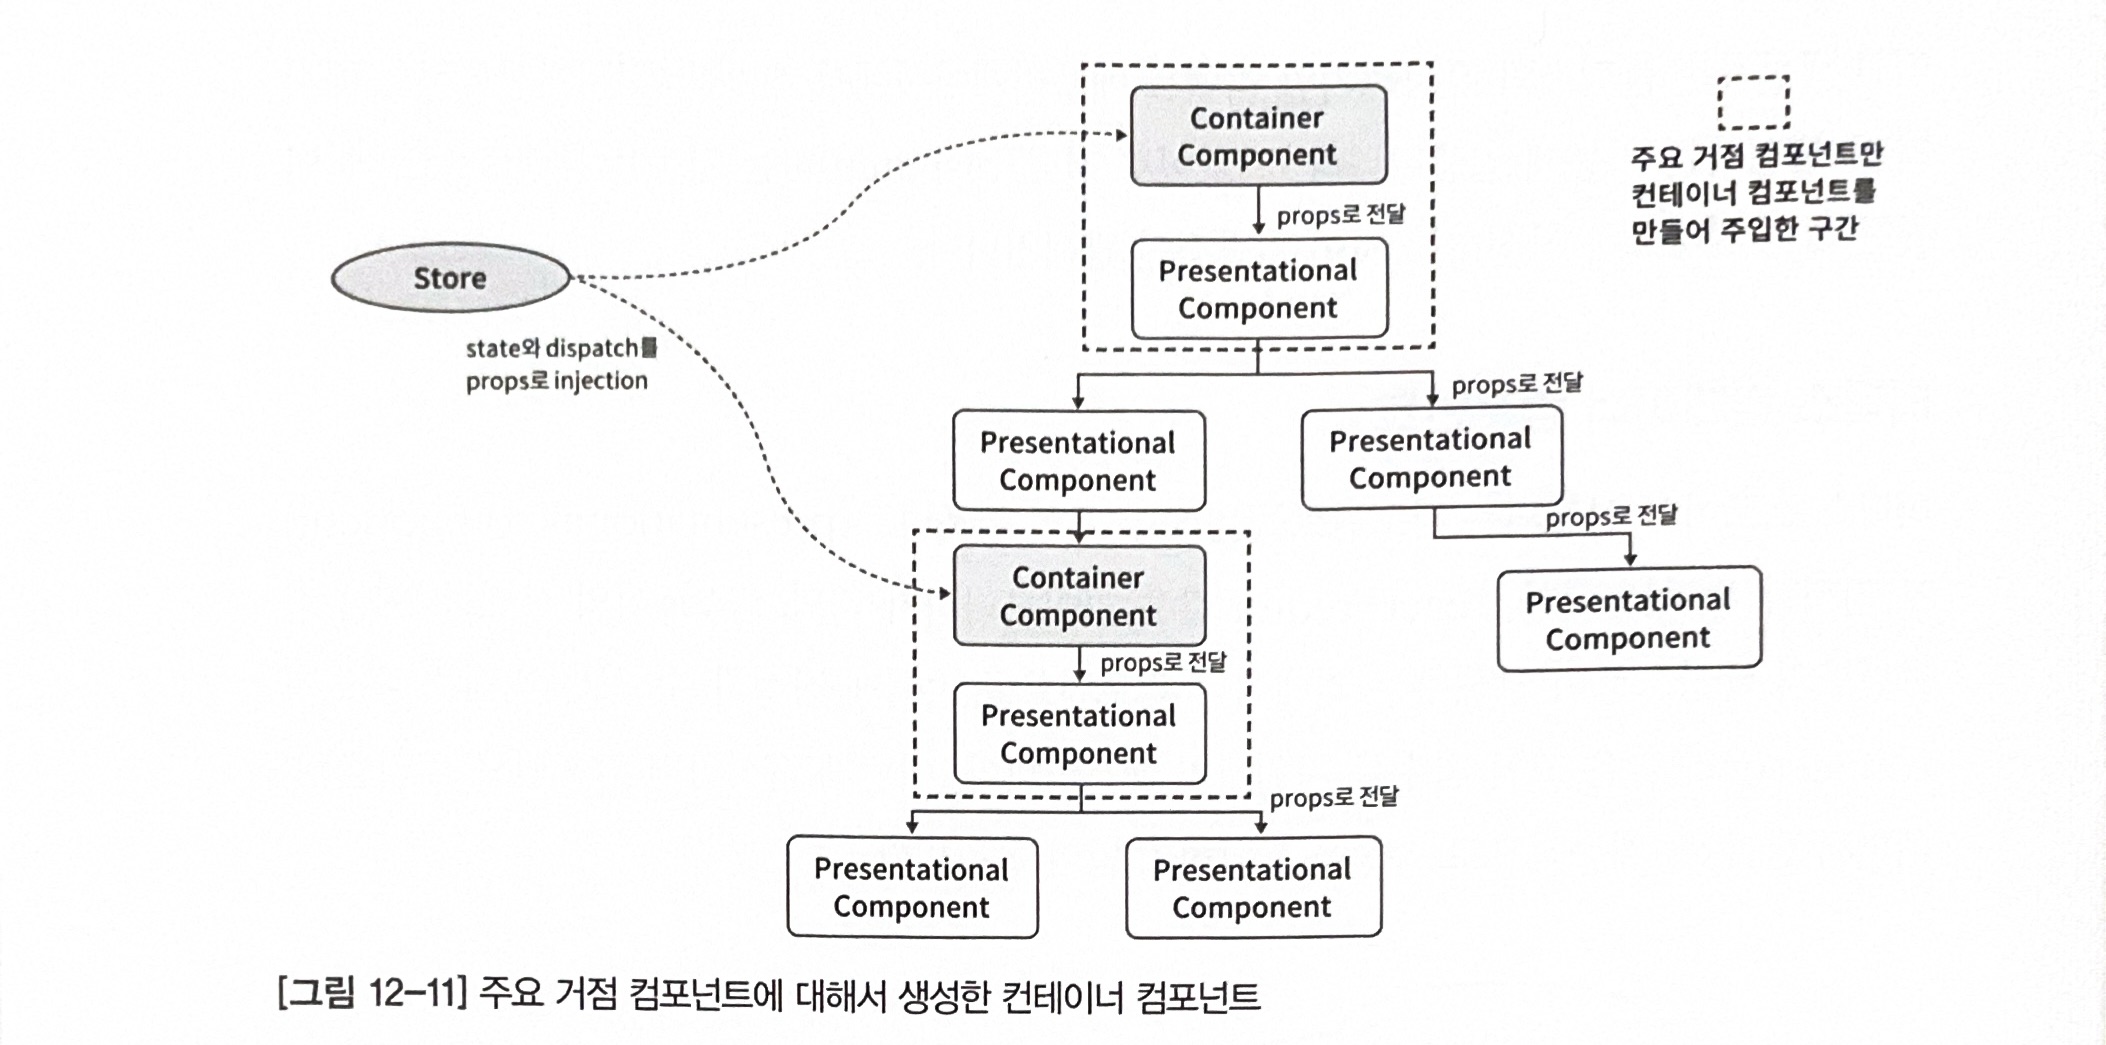 Container
Component
주요 거점 컴포넌트만
컨테이너 컴포넌트를
만들어 주입한 구간
props로 전달
Store
Presentational
Component
state와 dispatch를
props로 injection
props로 전달
Presentational
Component
Presentational
Component
props로 전달
Container
Component
Presentational
Component
props로 전달
Presentational
Component
props로 전달
Presentational
Component
Presentational
Component
[그림 12–11] 주요 거점 컴포넌트에 대해서 생성한 컨테이너 컴포넌트